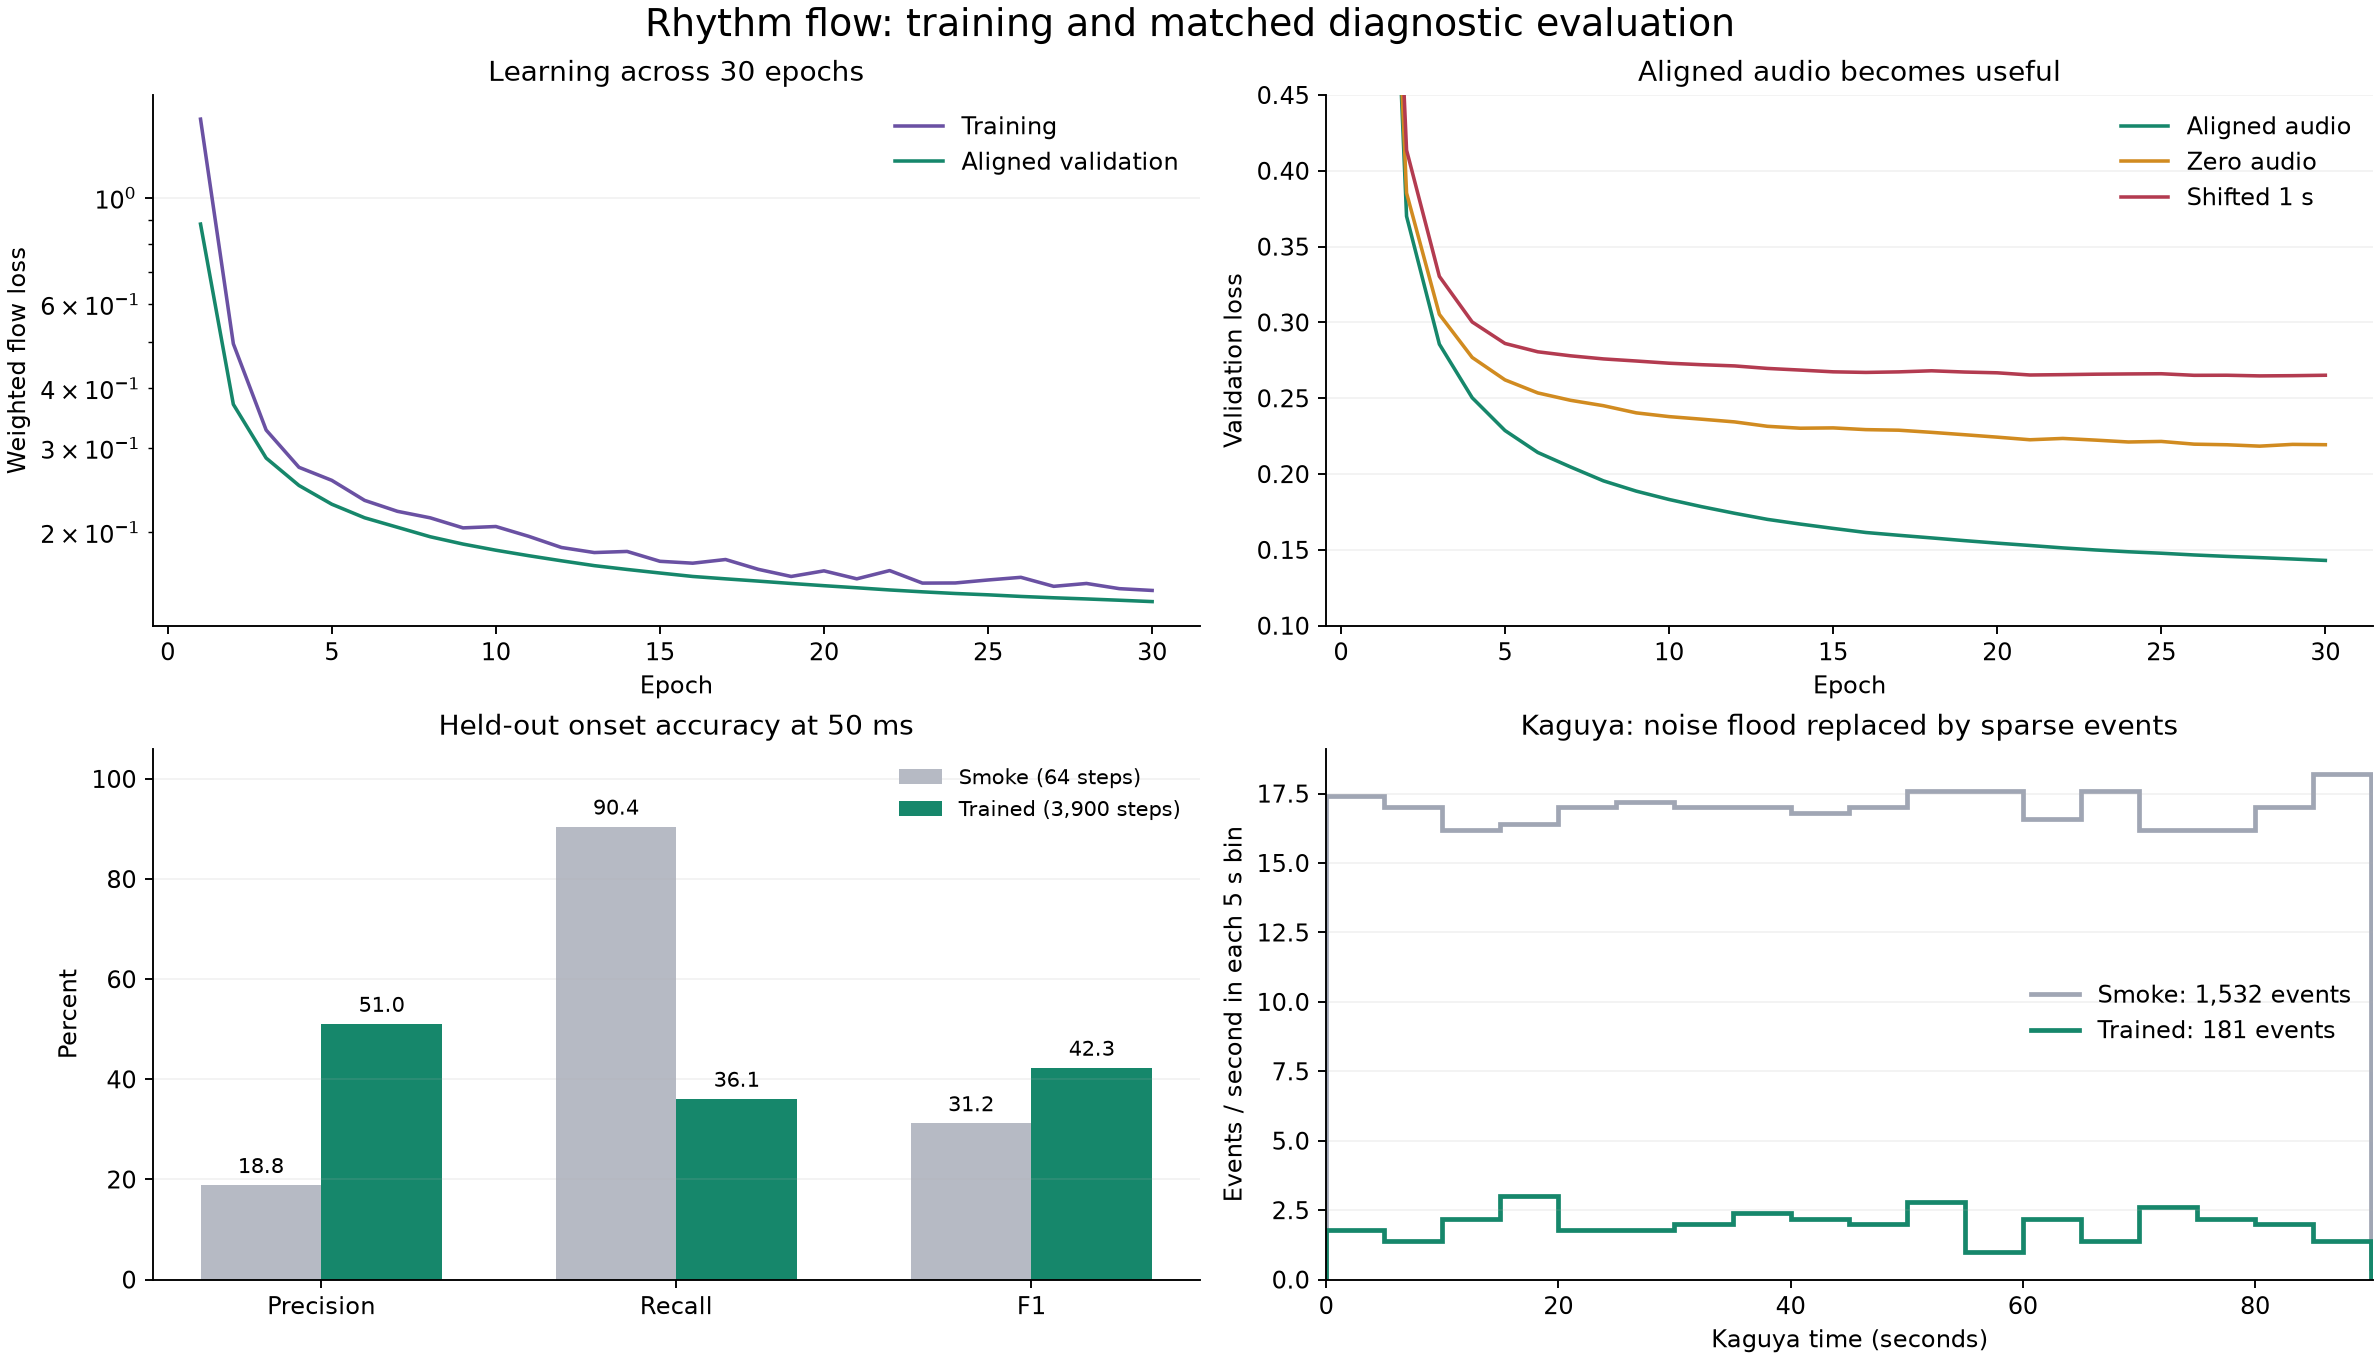 Rhythm flow: training and matched diagnostic evaluation
Learning across 30 epochs
Training
Aligned validation
Weighted flow loss
10⁰
6 × 10⁻¹
4 × 10⁻¹
3 × 10⁻¹
2 × 10⁻¹
0 5 10 15 20 25 30
Epoch
Aligned audio becomes useful
Aligned audio
Zero audio
Shifted 1 s
Validation loss
0.45
0.40
0.35
0.30
0.25
0.20
0.15
0.10
0 5 10 15 20 25 30
Epoch
Held-out onset accuracy at 50 ms
Smoke (64 steps)
Trained (3,900 steps)
Percent
100
80
60
40
20
0
18.8
51.0
90.4
36.1
31.2
42.3
Precision Recall F1
Kaguya: noise flood replaced by sparse events
Smoke: 1,532 events
Trained: 181 events
Events / second in each 5 s bin
17.5
15.0
12.5
10.0
7.5
5.0
2.5
0.0
0 20 40 60 80
Kaguya time (seconds)